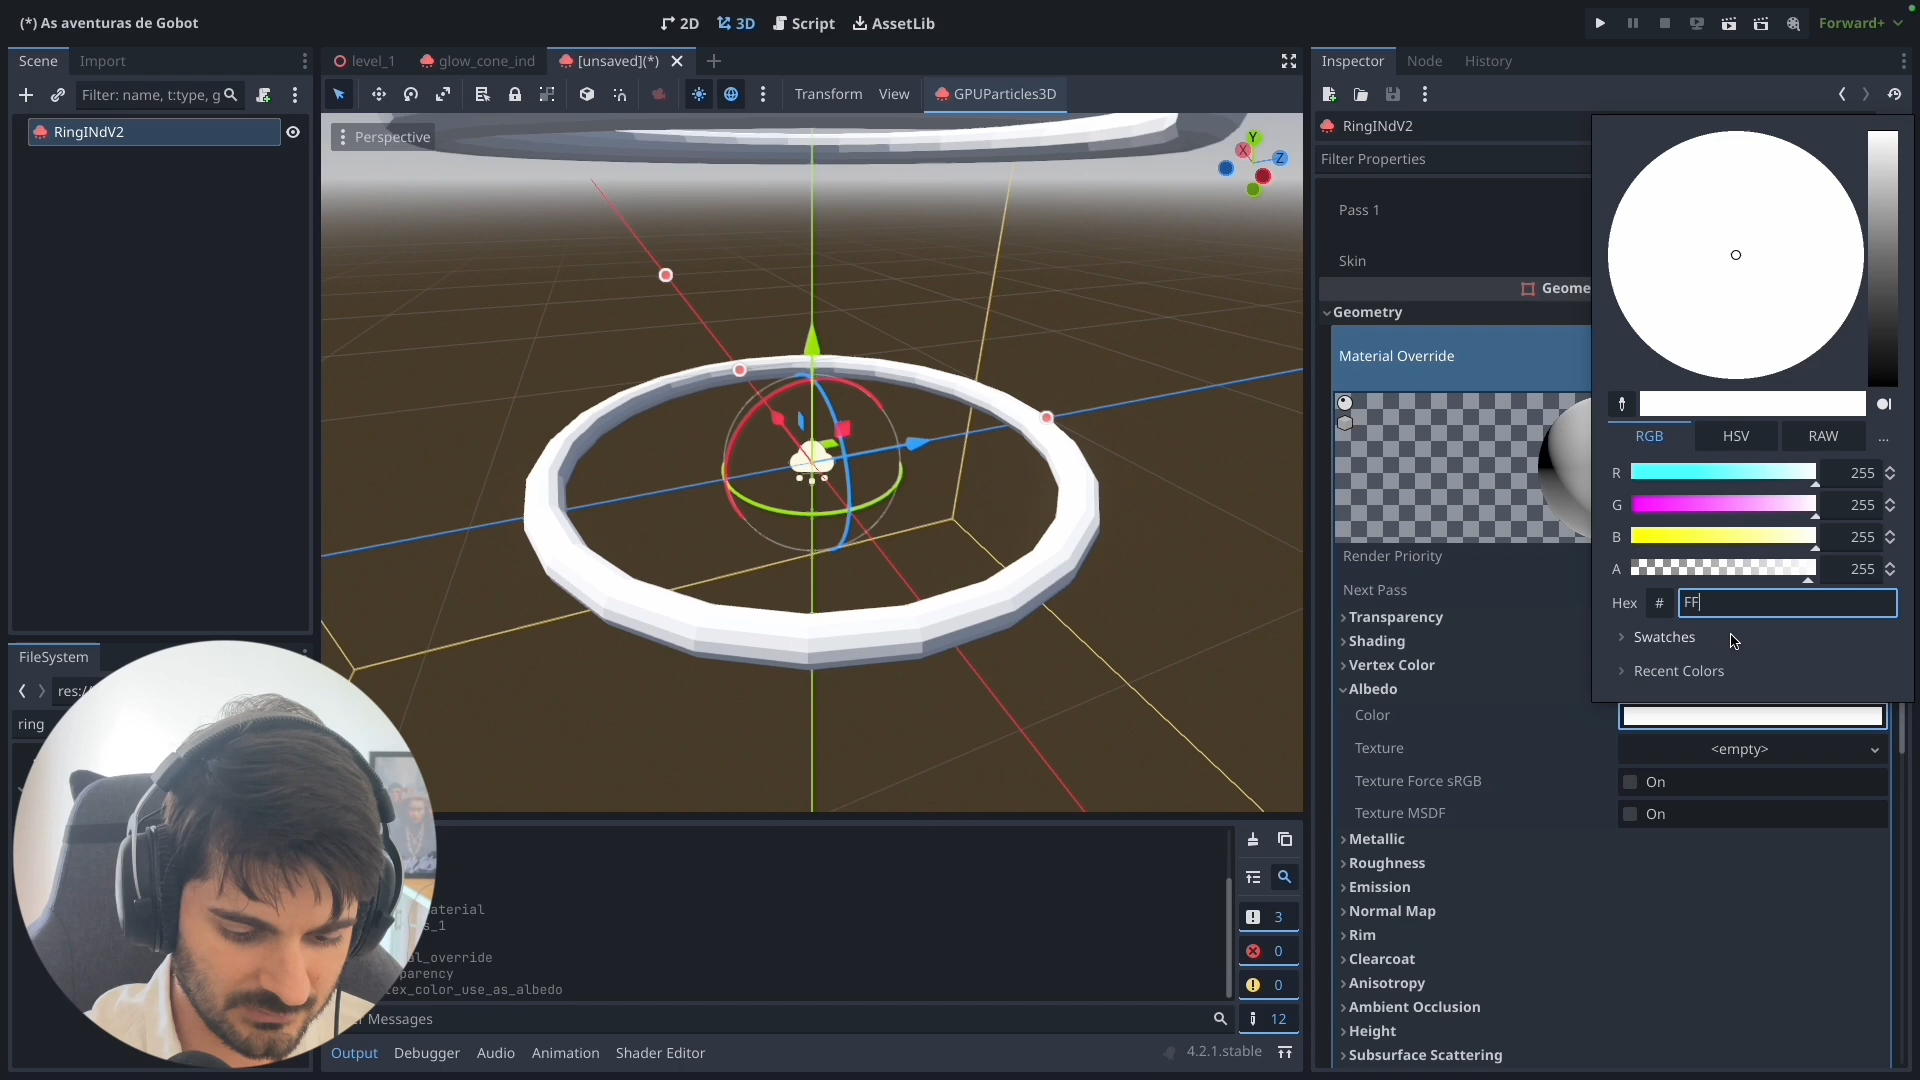 (*) As aventuras de Gobot
2D
3D
Script
AssetLib
Forward+
Scene
Import
Filter: name, t:type, g
RingINdV2
level_1
glow_cone_ind
[unsaved](*)
Transform
View
GPUParticles3D
Perspective
Y
X
Z
Inspector
Node
History
RingINdV2
Filter Properties
Pass 1
Skin
Geome
Geometry
Material Override
Render Priority
Next Pass
Transparency
Shading
Vertex Color
Albedo
Color
Texture
<empty>
Texture Force sRGB
On
Texture MSDF
On
Metallic
Roughness
Emission
Normal Map
Rim
Clearcoat
Anisotropy
Ambient Occlusion
Height
Subsurface Scattering
RGB
HSV
RAW
...
R
255
G
255
B
255
A
255
Hex
#
FF
Swatches
Recent Colors
FileSystem
res:/
ring
aterial
s_1
al_override
parency
tex_color_use_as_albedo
Messages
3
0
0
12
Output
Debugger
Audio
Animation
Shader Editor
4.2.1.stable